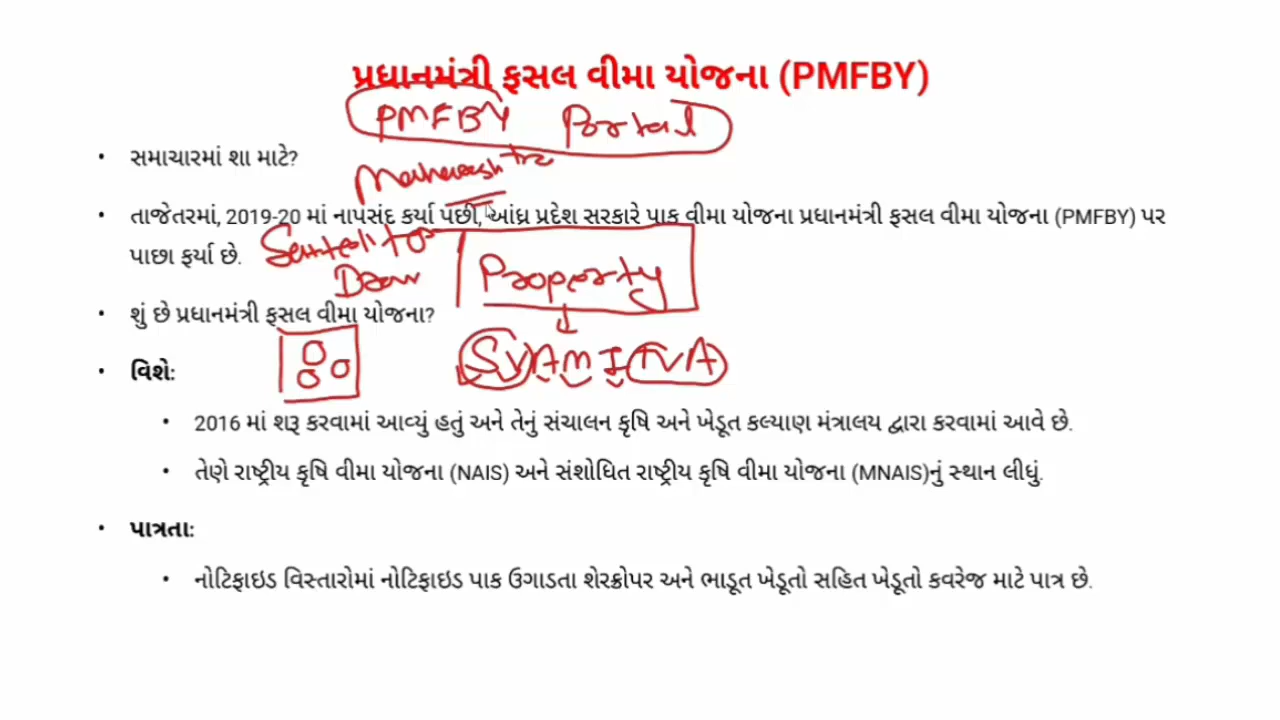 પ્રધાનમંત્રી ફસલ વીમા યોજના (PMFBY)
PMFBY Portal
• સમાચારમાં શા માટે?
Maharashtra
• તાજેતરમાં, 2019-20 માં નાપસંદ કર્યા પછી, આંધ્ર પ્રદેશ સરકારે પાક વીમા યોજના પ્રધાનમંત્રી ફસલ વીમા યોજના (PMFBY) પર
પાછા ફર્યા છે.
Property
• શું છે પ્રધાનમંત્રી ફસલ વીમા યોજના?
SVAMITVA
• વિશે:
• 2016 માં શરૂ કરવામાં આવ્યું હતું અને તેનું સંચાલન કૃષિ અને ખેડૂત કલ્યાણ મંત્રાલય દ્વારા કરવામાં આવે છે.
• તેણે રાષ્ટ્રીય કૃષિ વીમા યોજના (NAIS) અને સંશોધિત રાષ્ટ્રીય કૃષિ વીમા યોજના (MNAIS)નું સ્થાન લીધું.
• પાત્રતા:
• નોટિફાઇડ વિસ્તારોમાં નોટિફાઇડ પાક ઉગાડતા શેરક્રોપર અને ભાડૂત ખેડૂતો સહિત ખેડૂતો કવરેજ માટે પાત્ર છે.